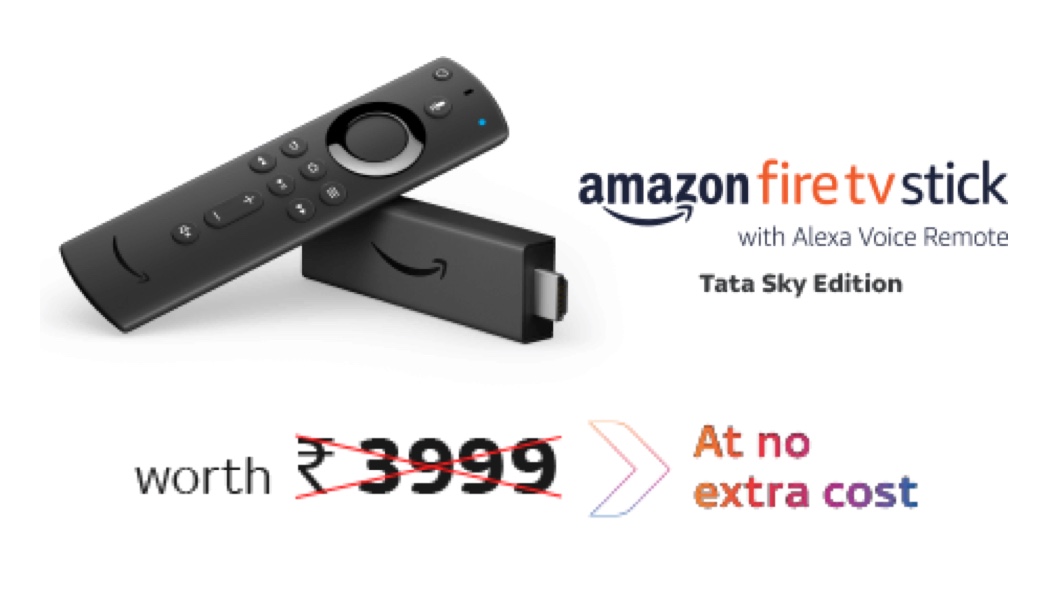 amazon fire tv stick
with Alexa Voice Remote
Tata Sky Edition
worth ₹ 3999
At no
extra cost